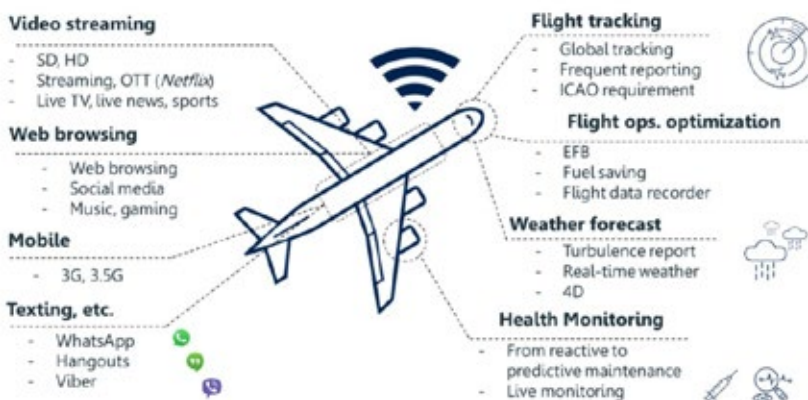 Video streaming
- SD, HD
- Streaming, OTT (Netflix)
- Live TV, live news, sports
Web browsing
- Web browsing
- Social media
- Music, gaming
Mobile
- 3G, 3.5G
Texting, etc.
- WhatsApp
- Hangouts
- Viber
Flight tracking
- Global tracking
- Frequent reporting
- ICAO requirement
Flight ops. optimization
- EFB
- Fuel saving
- Flight data recorder
Weather forecast
- Turbulence report
- Real-time weather
- 4D
Health Monitoring
- From reactive to
predictive maintenance
- Live monitoring